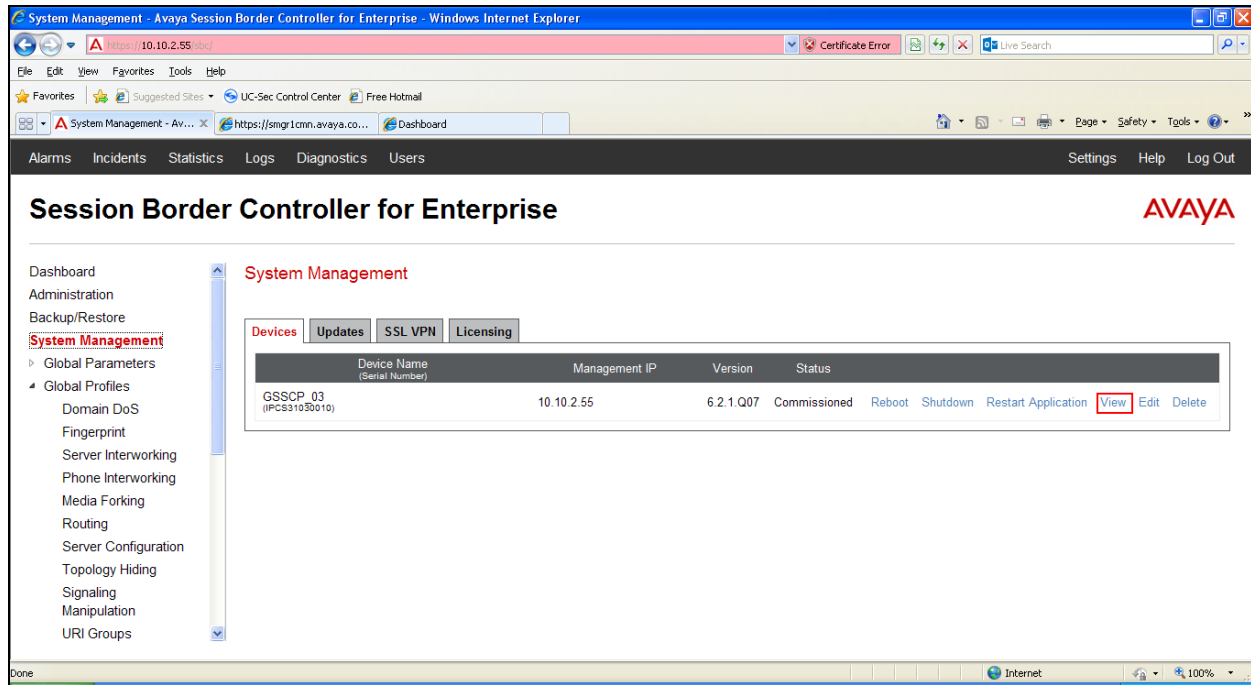 System Management - Avaya Session Border Controller for Enterprise - Windows Internet Explorer
https://10.10.2.55/sbc/
Certificate Error
Live Search
File Edit View Favorites Tools Help
Favorites Suggested Sites UC-Sec Control Center Free Hotmail
System Management - Av... https://smgr1cmn.avaya.co... Dashboard
Page Safety Tools »
Alarms Incidents Statistics Logs Diagnostics Users Settings Help Log Out
Session Border Controller for Enterprise
AVAYA
Dashboard
Administration
Backup/Restore
System Management
Global Parameters
Global Profiles
Domain DoS
Fingerprint
Server Interworking
Phone Interworking
Media Forking
Routing
Server Configuration
Topology Hiding
Signaling
Manipulation
URI Groups
System Management
Devices Updates SSL VPN Licensing
Device Name Management IP Version Status
(Serial Number)
GSSCP_03 10.10.2.55 6.2.1.Q07 Commissioned Reboot Shutdown Restart Application View Edit Delete
(IPCS31030010)
Done Internet 100%